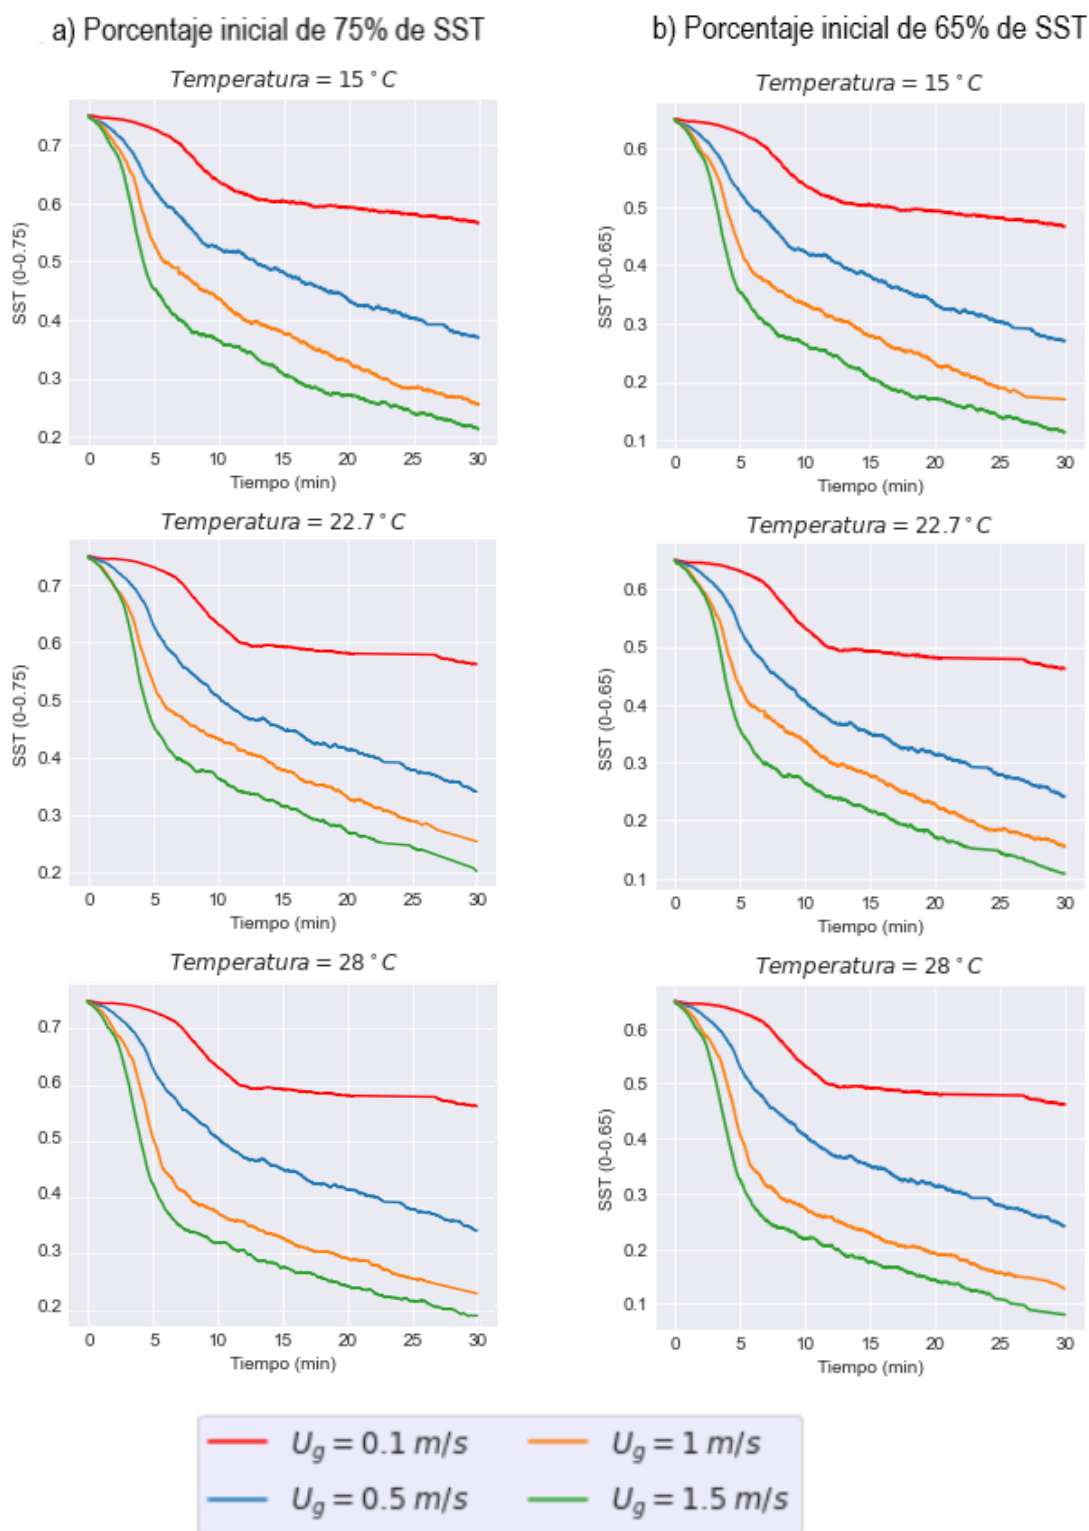 a) Porcentaje inicial de 75% de SST
b) Porcentaje inicial de 65% de SST
Temperatura = 15°C
0.7
0.6
0.5
0.4
0.3
0.2
SST (0-0.75)
0 5 10 15 20 25 30
Tiempo (min)
Temperatura = 15°C
0.6
0.5
0.4
0.3
0.2
0.1
SST (0-0.65)
0 5 10 15 20 25 30
Tiempo (min)
Temperatura = 22.7°C
0.7
0.6
0.5
0.4
0.3
0.2
SST (0-0.75)
0 5 10 15 20 25 30
Tiempo (min)
Temperatura = 22.7°C
0.6
0.5
0.4
0.3
0.2
0.1
SST (0-0.65)
0 5 10 15 20 25 30
Tiempo (min)
Temperatura = 28°C
0.7
0.6
0.5
0.4
0.3
0.2
0 5 10 15 20 25 30
Tiempo (min)
Temperatura = 28°C
0.6
0.5
0.4
0.3
0.2
0.1
SST (0-0.65)
0 5 10 15 20 25 30
Tiempo (min)
U_g = 0.1 m/s
U_g = 1 m/s
U_g = 0.5 m/s
U_g = 1.5 m/s